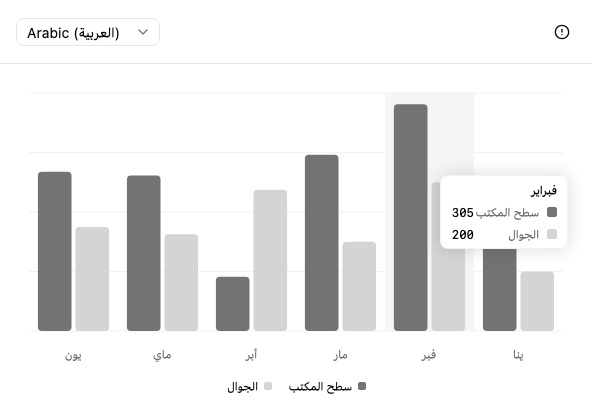 Arabic (العربية)
فبراير
سطح المكتب 305
الجوال 200
ينا
فبر
مار
أبر
ماي
يون
سطح المكتب
الجوال